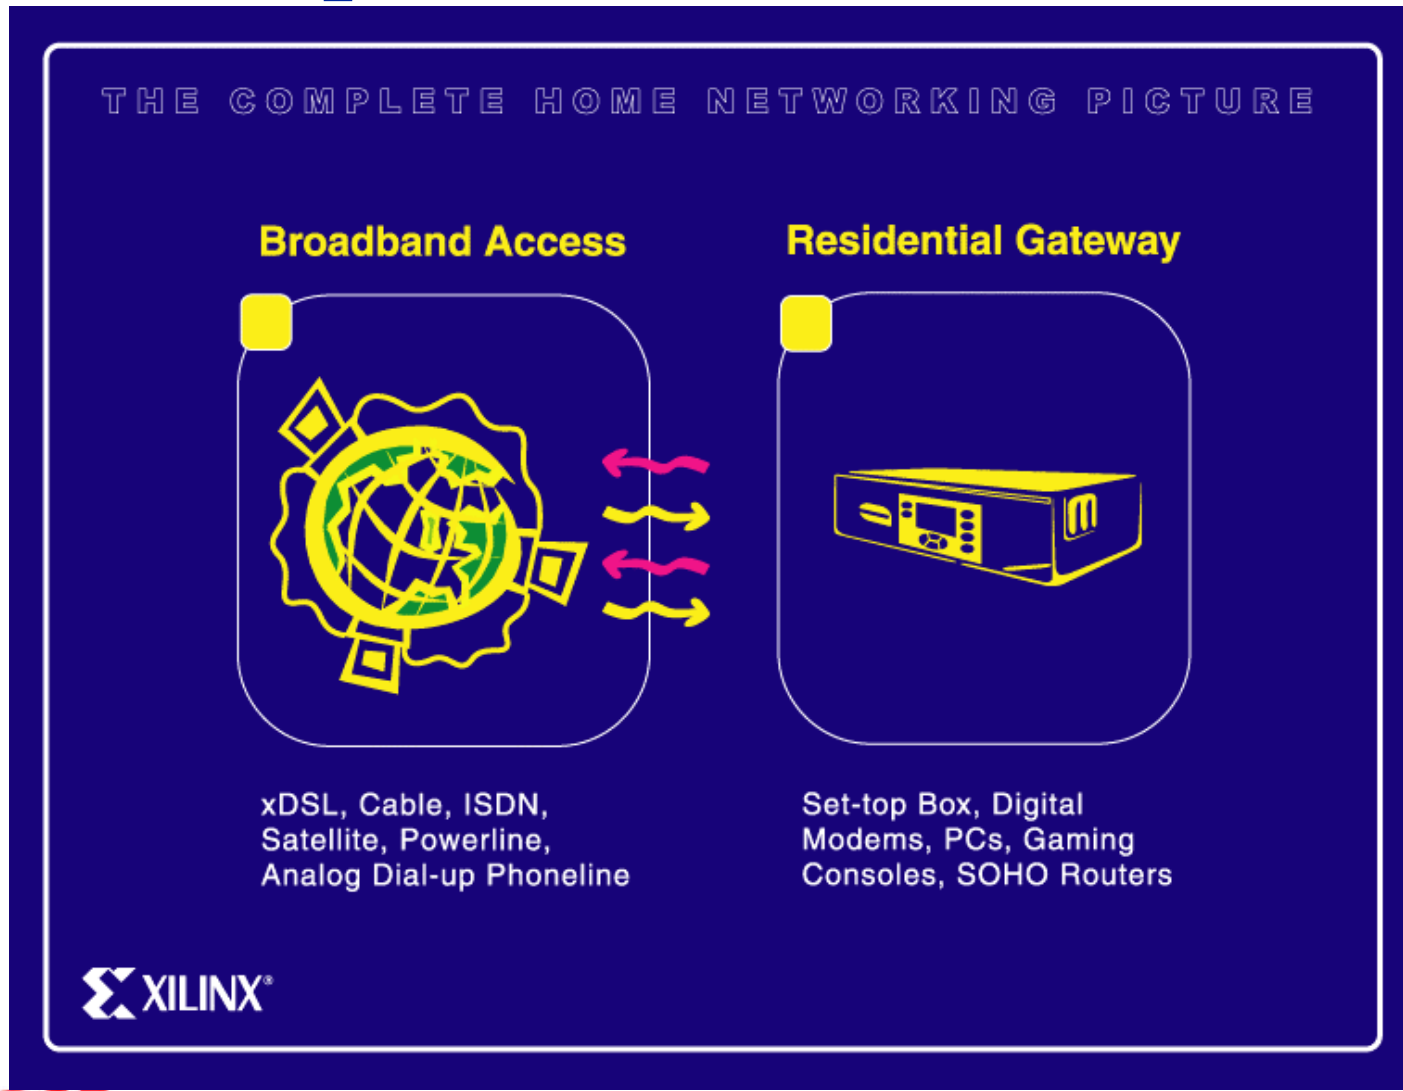 THE COMPLETE HOME NETWORKING PICTURE
Broadband Access
Residential Gateway
xDSL, Cable, ISDN,
Satellite, Powerline,
Analog Dial-up Phoneline
Set-top Box, Digital
Modems, PCs, Gaming
Consoles, SOHO Routers
XILINX®